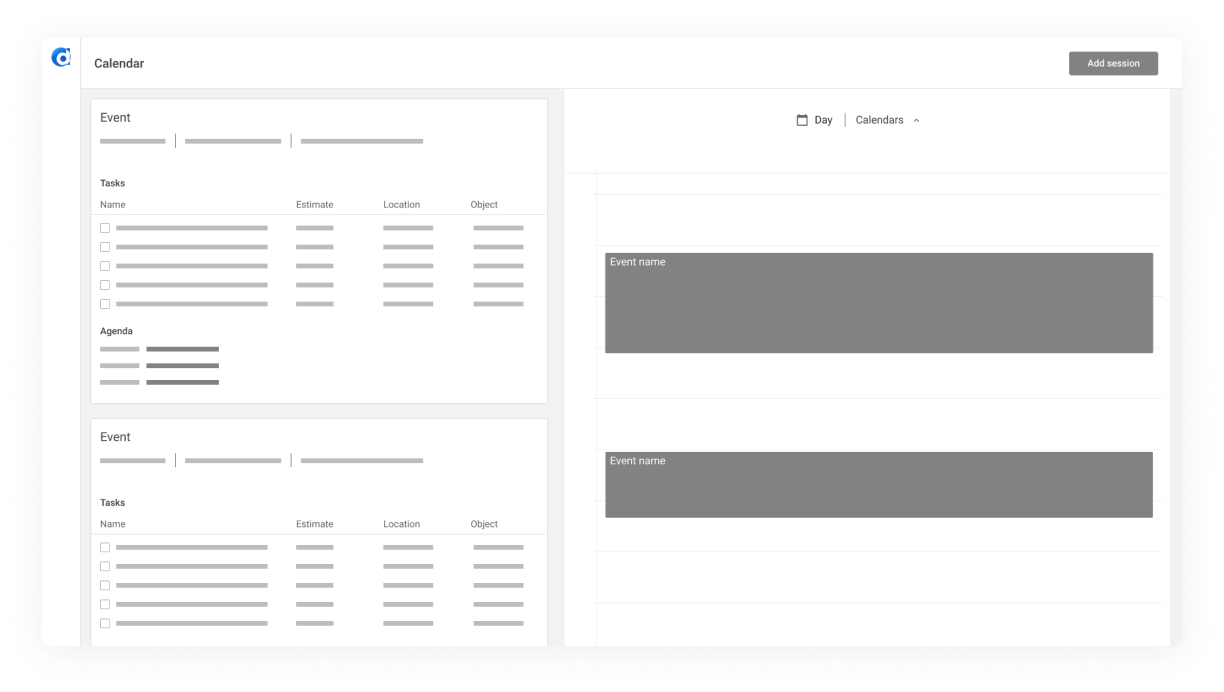 Calendar
Add session
Event
Tasks
Name Estimate Location Object
Agenda
Event
Tasks
Name Estimate Location Object
Day Calendars
Event name
Event name